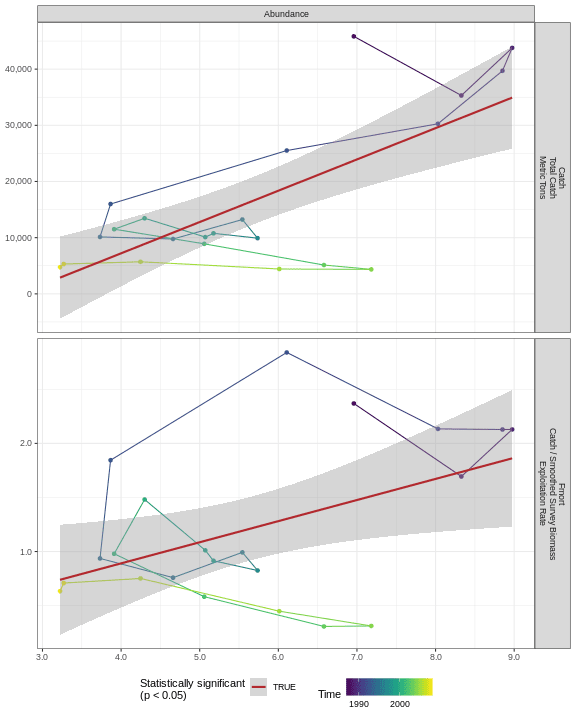 Abundance
40,000
30,000
20,000
10,000
0
Catch
Total Catch
Metric Tons
2.0
1.0
Fmort
Catch / Smoothed Survey Biomass
Exploitation Rate
3.0 4.0 5.0 6.0 7.0 8.0 9.0
Statistically significant
(p < 0.05)
TRUE
Time
1990 2000